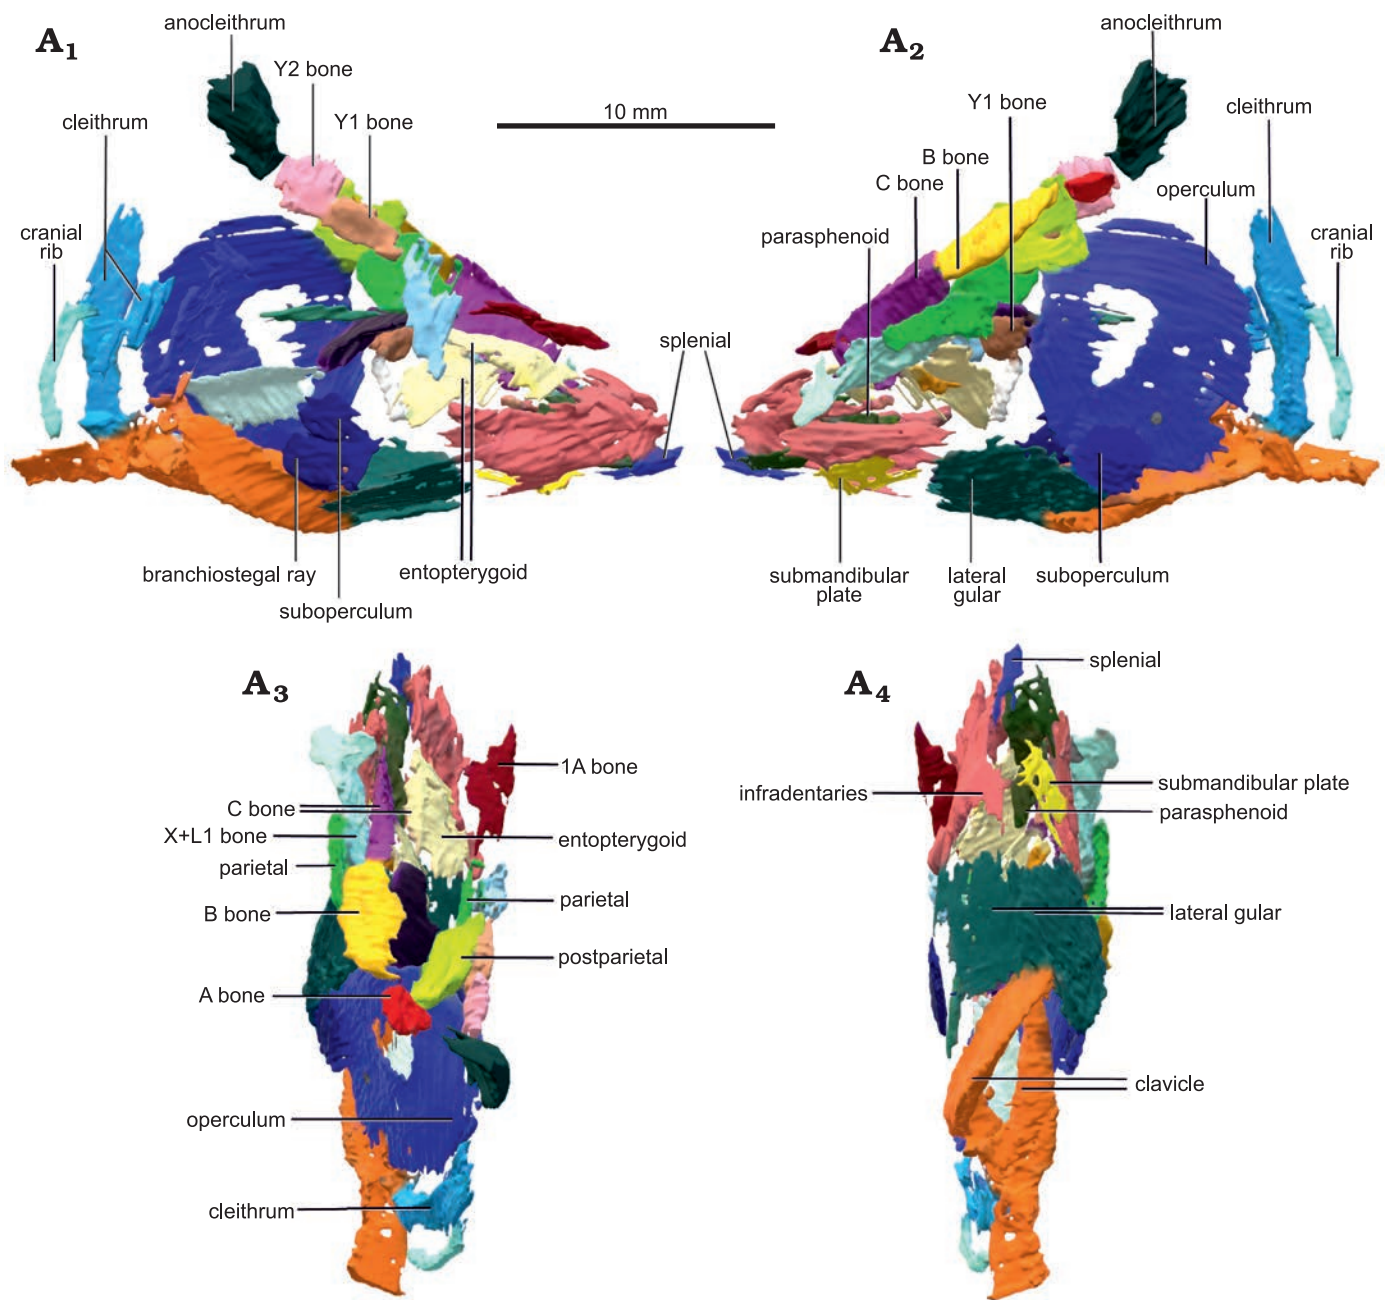 A1
anocleithrum
Y2 bone
Y1 bone
cleithrum
cranial
rib
10 mm
A2
anocleithrum
Y1 bone
cleithrum
B bone
C bone
operculum
parasphenoid
cranial
rib
splenial
branchiostegal ray
suboperculum
entopterygoid
submandibular
plate
lateral
gular
suboperculum
A3
1A bone
C bone
X+L1 bone
entopterygoid
parietal
parietal
B bone
postparietal
A bone
operculum
cleithrum
A4
splenial
infradentaries
submandibular plate
parasphenoid
lateral gular
clavicle